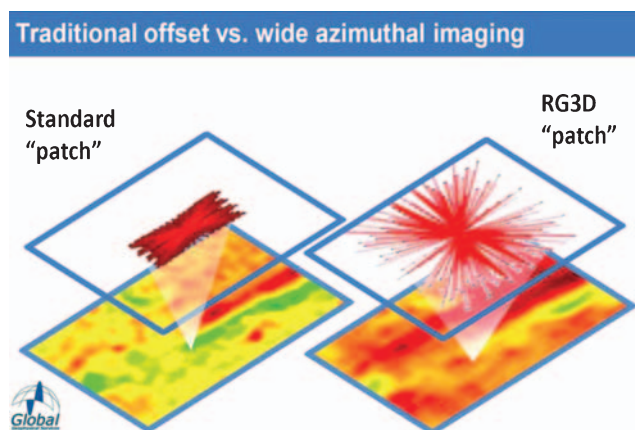 Traditional offset vs. wide azimuthal imaging
Standard
“patch”
RG3D
“patch”
Global